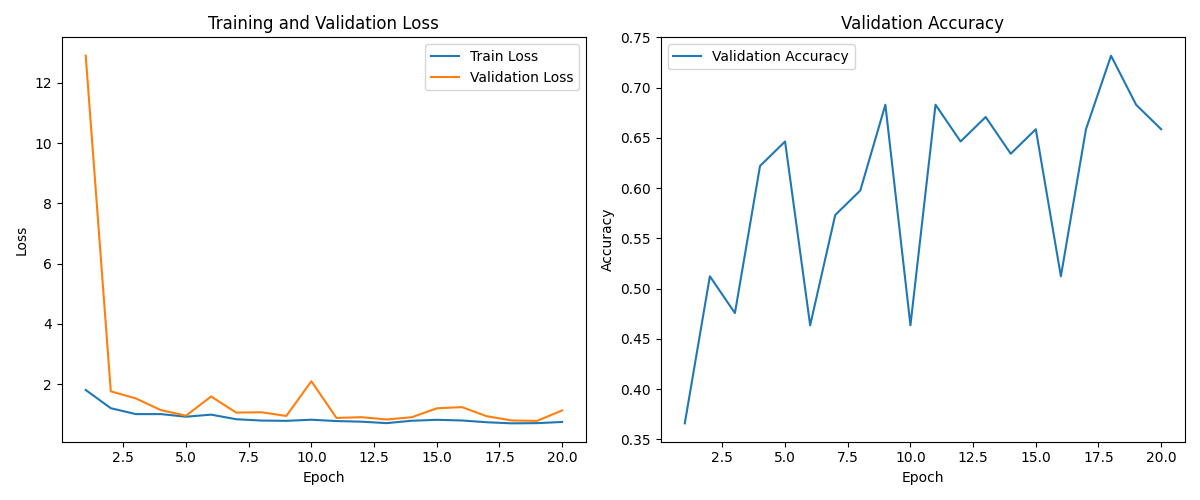 Training and Validation Loss
Train Loss
Validation Loss
12
10
8
6
4
2
Loss
2.5 5.0 7.5 10.0 12.5 15.0 17.5 20.0
Epoch
Validation Accuracy
Validation Accuracy
0.75
0.70
0.65
0.60
0.55
0.50
0.45
0.40
0.35
Accuracy
2.5 5.0 7.5 10.0 12.5 15.0 17.5 20.0
Epoch